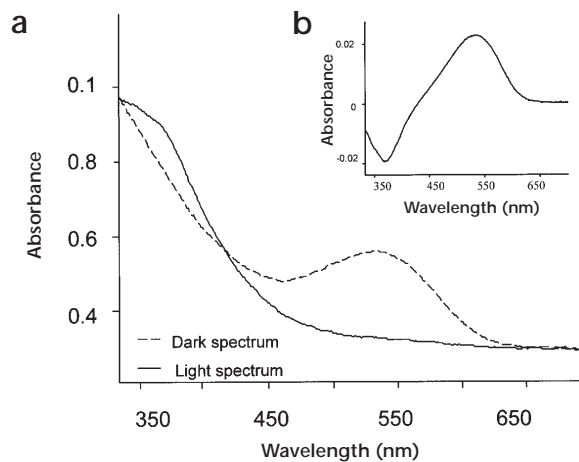 a
0.1
0.8
0.6
0.4
Absorbance
Dark spectrum
Light spectrum
350
450
550
650
Wavelength (nm)
b
0.02
0
-0.02
Absorbance
350
450
550
650
Wavelength (nm)